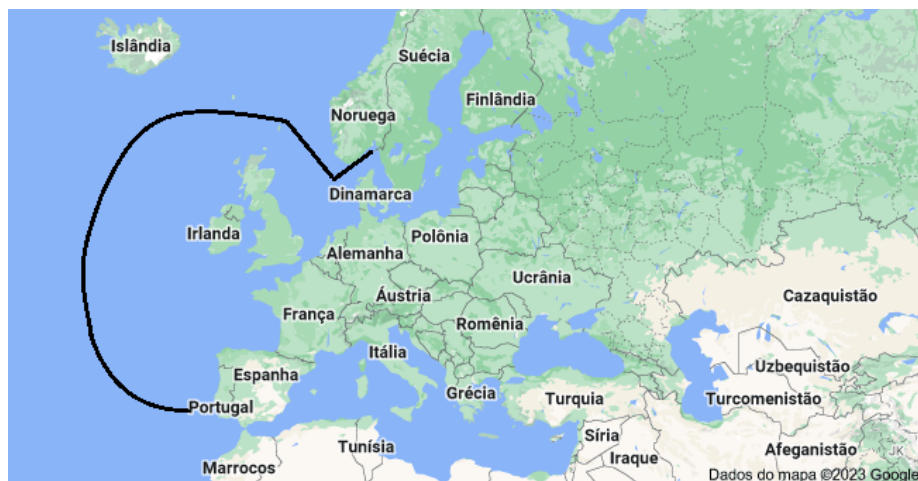 Islândia
Suécia
Finlândia
Noruega
Dinamarca
Irlanda
Polônia
Alemanha
Ucrânia
Áustria
Cazaquistão
França
Romênia
Itália
Uzbequistão
Espanha
Grécia
Turquia
Turcomenistão
Portugal
Síria
Tunísia
Afeganistão
JK
Iraque
Marrocos
Dados do mapa ©2023 Google